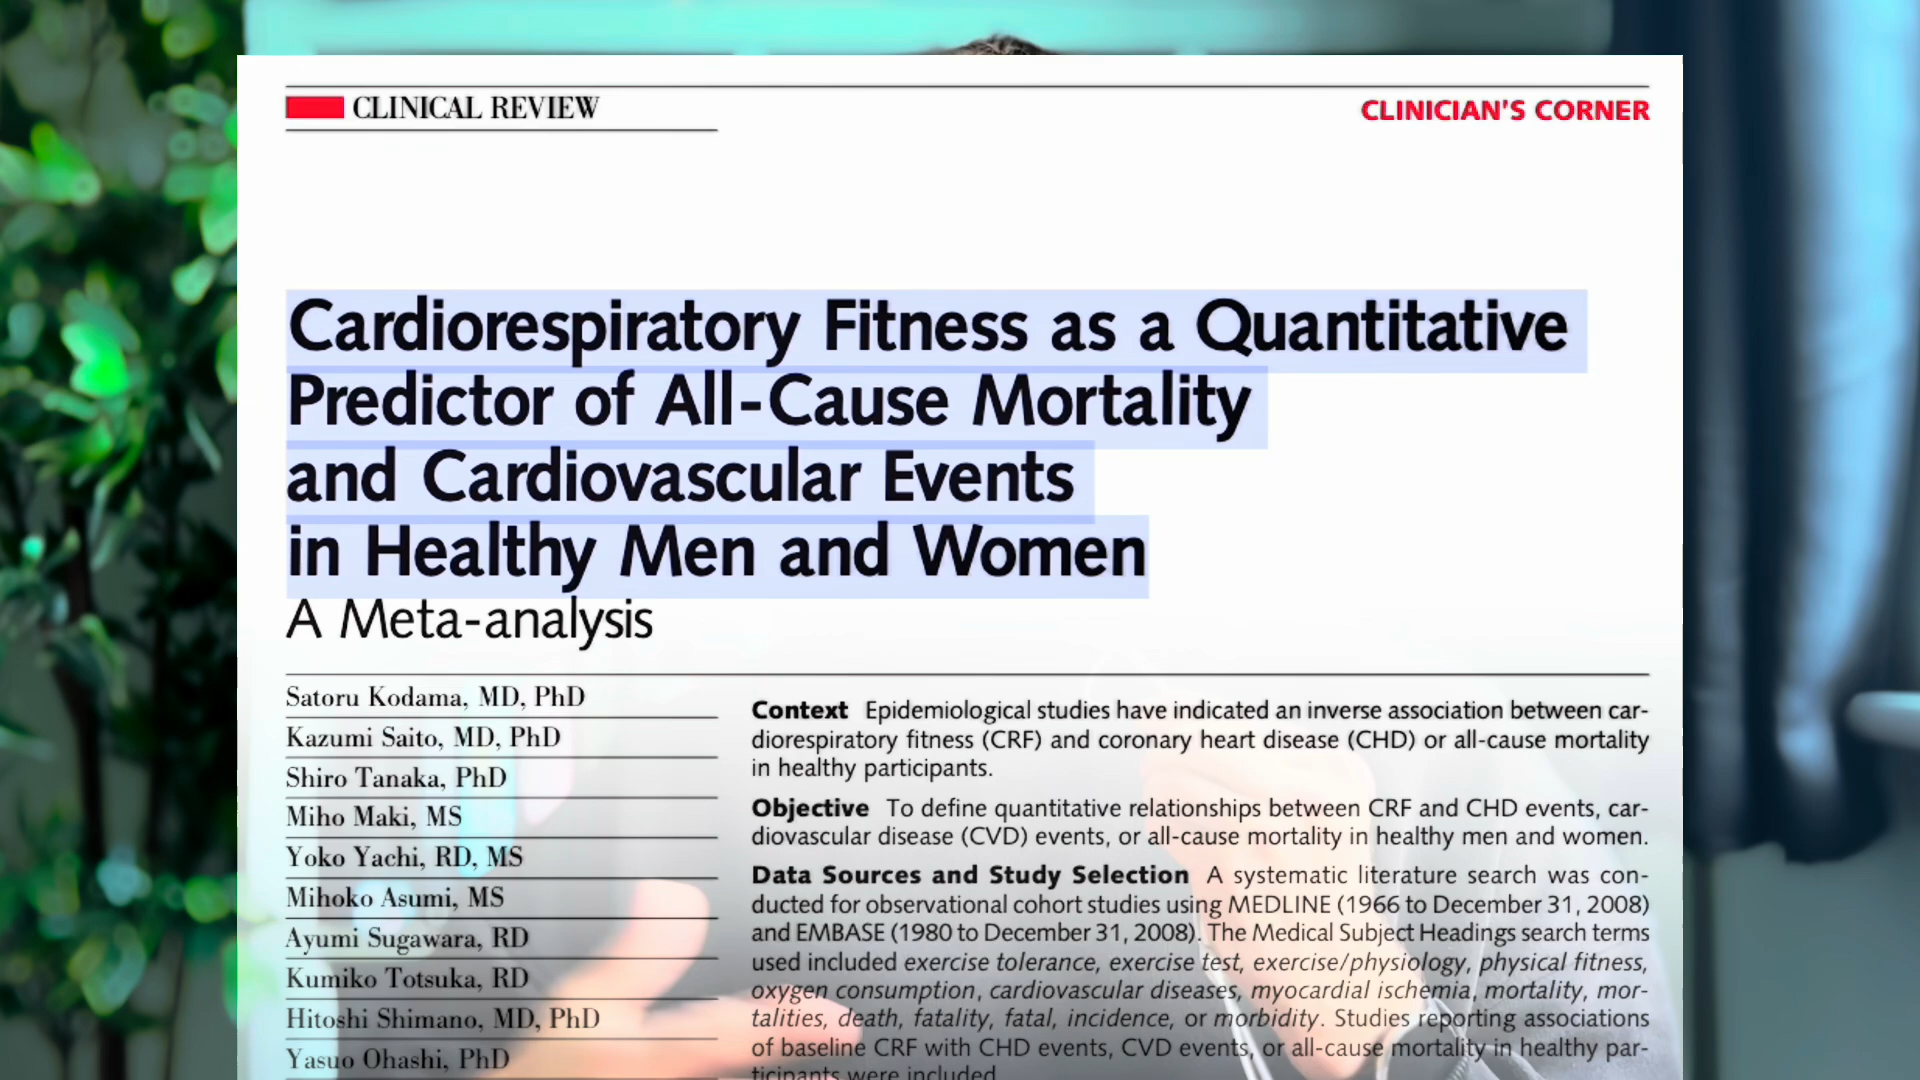 CLINICAL REVIEW
CLINICIAN'S CORNER
Cardiorespiratory Fitness as a Quantitative
Predictor of All-Cause Mortality
and Cardiovascular Events
in Healthy Men and Women
A Meta-analysis
Satoru Kodama, MD, PhD
Kazumi Saito, MD, PhD
Shiro Tanaka, PhD
Miho Maki, MS
Yoko Yachi, RD, MS
Mihoko Asumi, MS
Ayumi Sugawara, RD
Kumiko Totsuka, RD
Hitoshi Shimano, MD, PhD
Yasuo Ohashi, PhD
Context Epidemiological studies have indicated an inverse association between car-
diorespiratory fitness (CRF) and coronary heart disease (CHD) or all-cause mortality
in healthy participants.
Objective To define quantitative relationships between CRF and CHD events, car-
diovascular disease (CVD) events, or all-cause mortality in healthy men and women.
Data Sources and Study Selection A systematic literature search was con-
ducted for observational cohort studies using MEDLINE (1966 to December 31, 2008)
and EMBASE (1980 to December 31, 2008). The Medical Subject Headings search terms
used included exercise tolerance, exercise test, exercise/physiology, physical fitness,
oxygen consumption, cardiovascular diseases, myocardial ischemia, mortality, mor-
talities, death, fatality, fatal, incidence, or morbidity. Studies reporting associations
of baseline CRF with CHD events, CVD events, or all-cause mortality in healthy par-
ticipants were included.